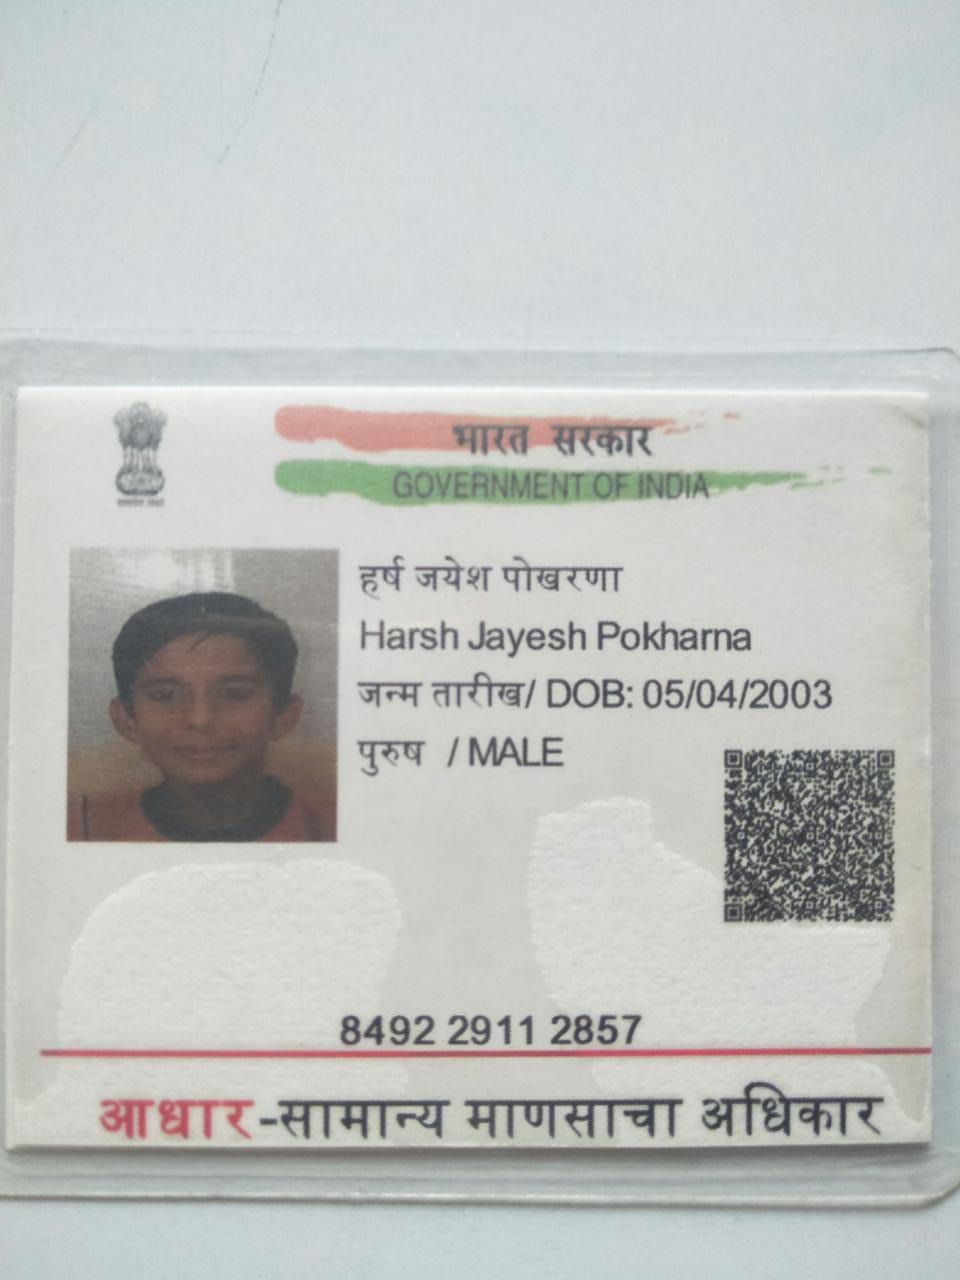 भारत सरकार
GOVERNMENT OF INDIA
हर्ष जयेश पोखरणा
Harsh Jayesh Pokharna
जन्म तारीख/ DOB: 05/04/2003
पुरुष / MALE
8492 2911 2857
आधार-सामान्य माणसाचा अधिकार